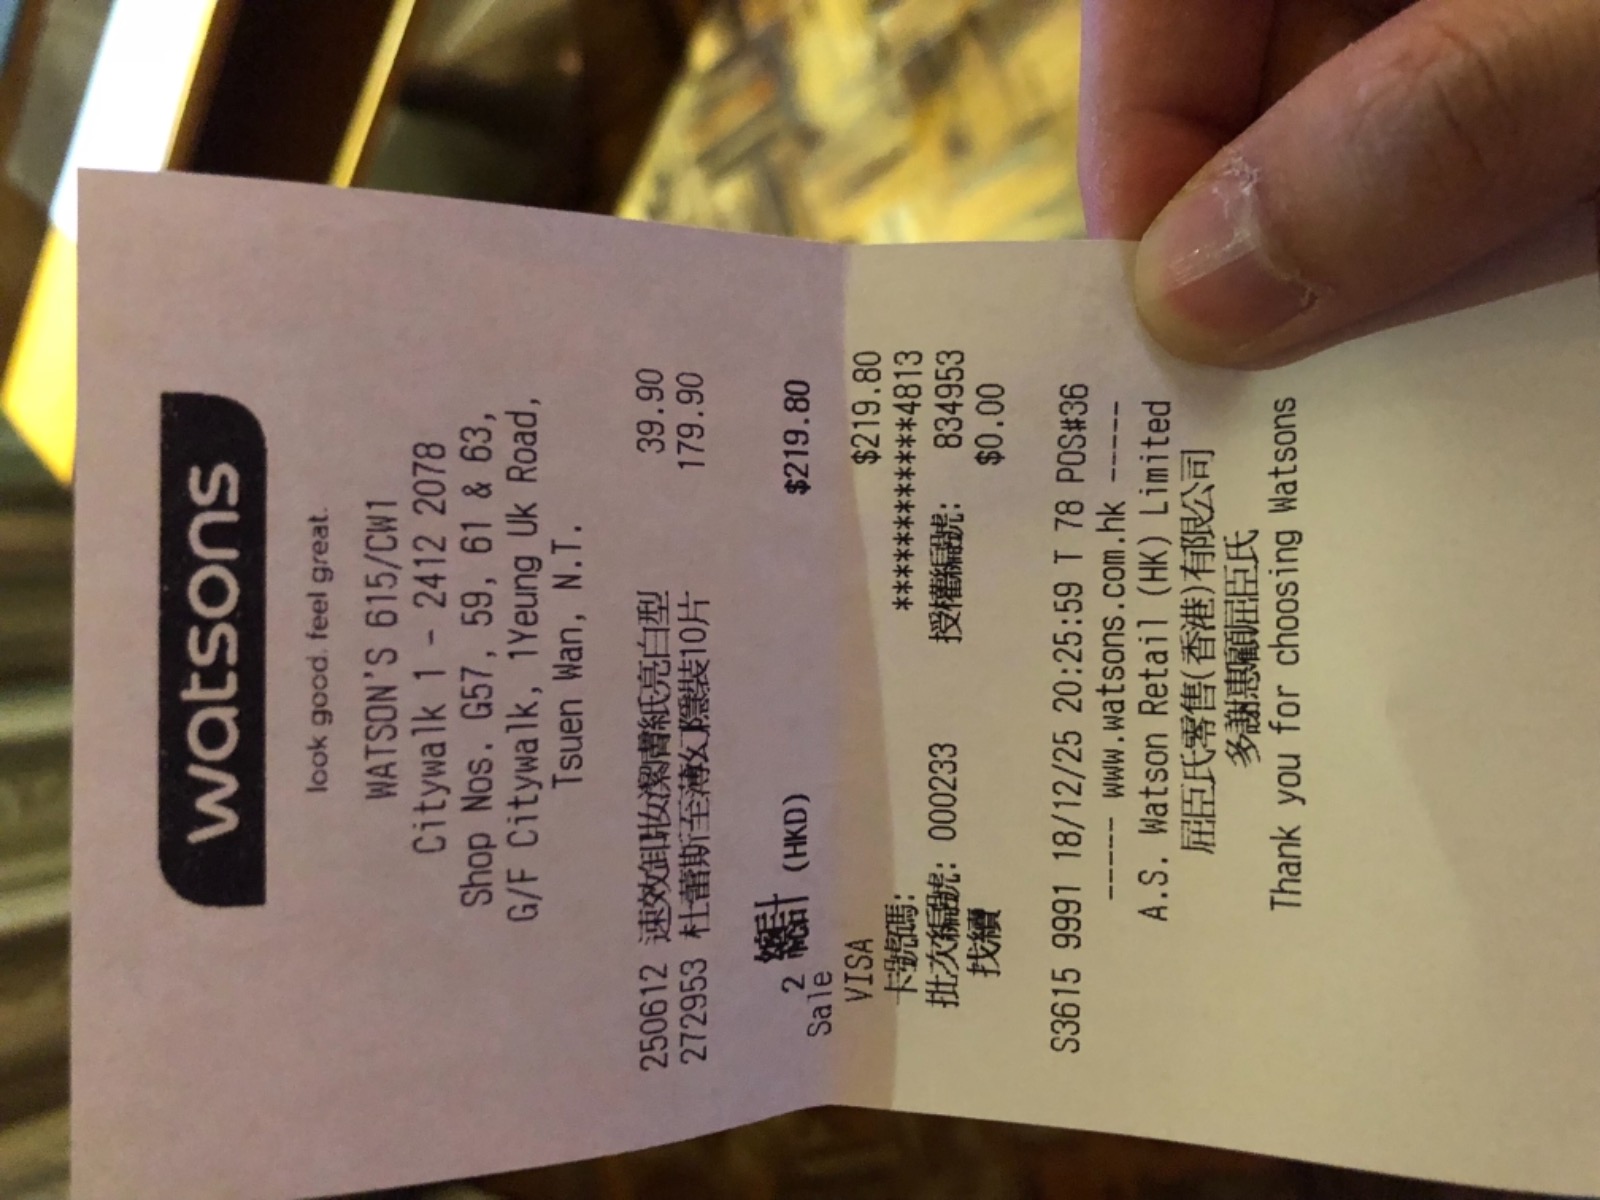 watsons
look good. feel great.
WATSON'S 615/CW1
Citywalk 1 - 2412 2078
Shop Nos. G57, 59, 61 & 63,
G/F Citywalk, 1Yeung Uk Road,
Tsuen Wan, N.T.
250612 速效卸妝潔膚紙亮白型 39.90
272953 杜蕾斯至薄幻隱裝10片 179.90
2 總計 (HKD) $219.80
Sale
VISA $219.80
卡號碼: ************4813
批次編號: 000233 授權編號: 834953
找續 $0.00
S3615 9991 18/12/25 20:25:59 T 78 POS#36
----- www.watsons.com.hk -----
A.S. Watson Retail (HK) Limited
屈臣氏零售(香港)有限公司
多謝惠顧屈臣氏
Thank you for choosing Watsons